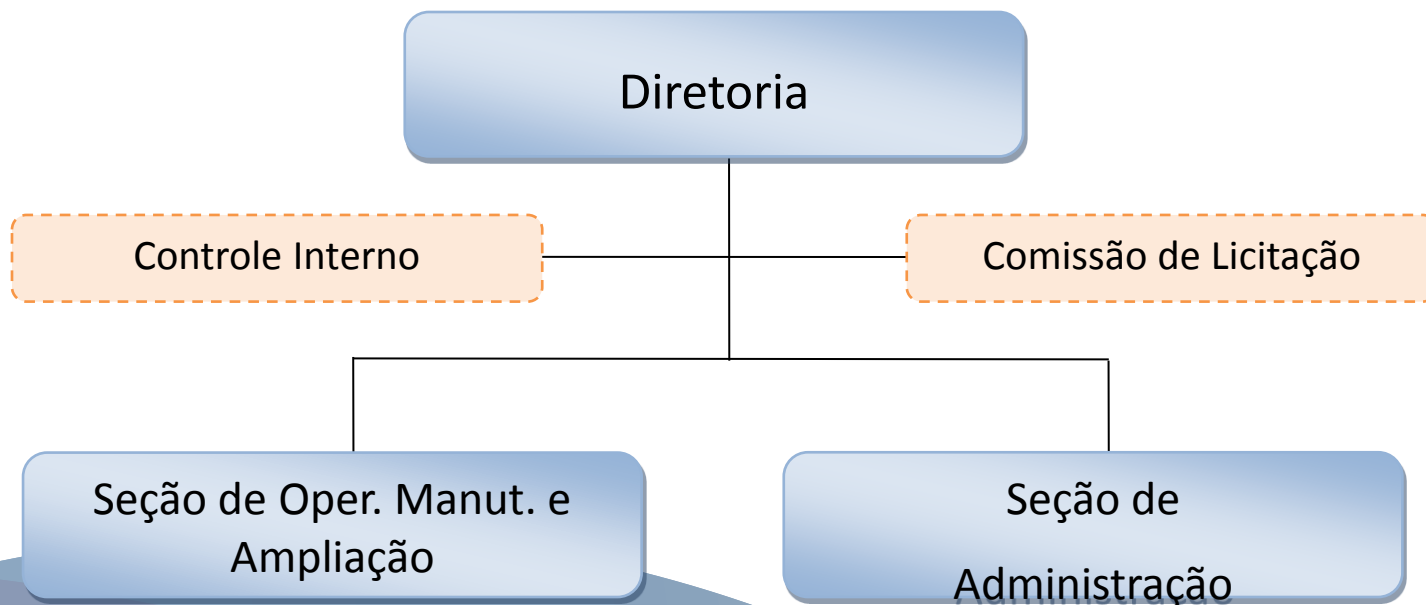 Diretoria
Controle Interno
Comissão de Licitação
Seção de Oper. Manut. e
Ampliação
Seção de
Administração